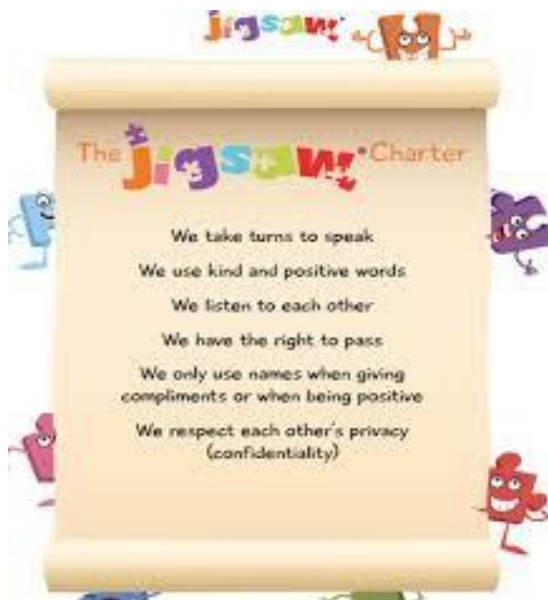 jigsaw
The jigsaw Charter
We take turns to speak
We use kind and positive words
We listen to each other
We have the right to pass
We only use names when giving
compliments or when being positive
We respect each other's privacy
(confidentiality)